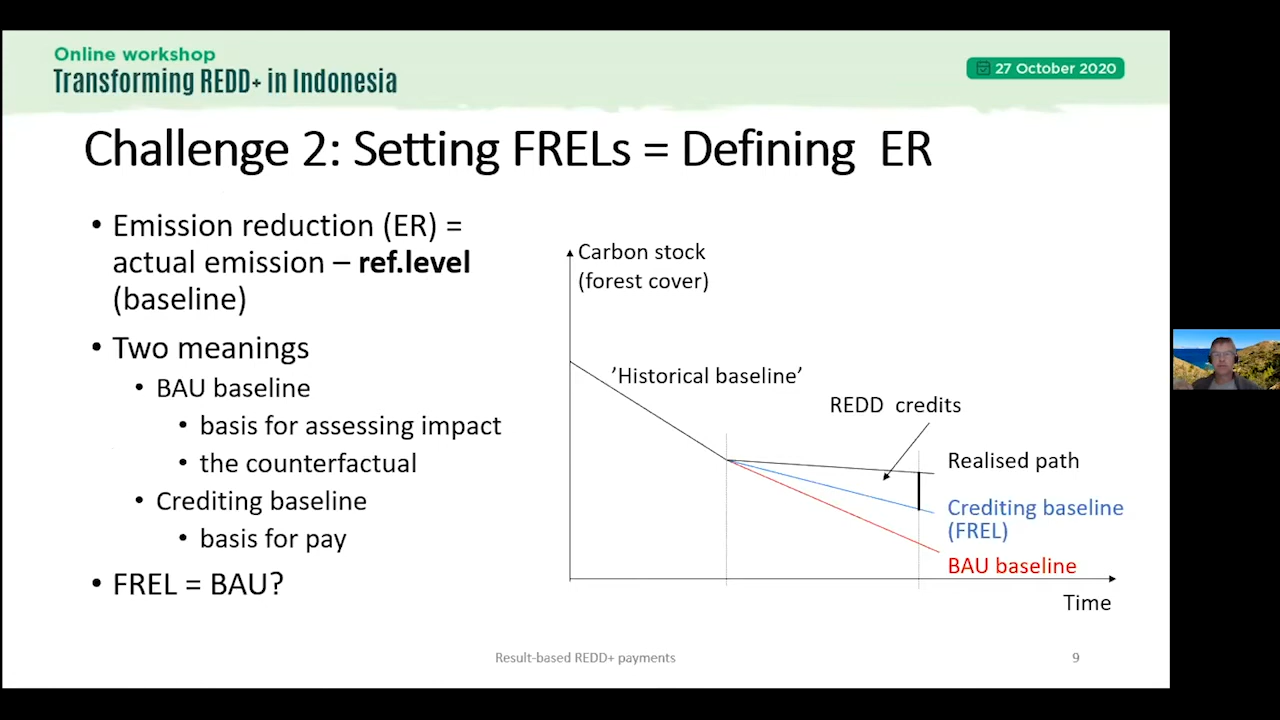 Online workshop
Transforming REDD+ in Indonesia
27 October 2020
Challenge 2: Setting FRELs = Defining ER
• Emission reduction (ER) =
actual emission – ref.level
(baseline)
• Two meanings
• BAU baseline
• basis for assessing impact
• the counterfactual
• Crediting baseline
• basis for pay
• FREL = BAU?
Carbon stock
(forest cover)
’Historical baseline’
REDD credits
Realised path
Crediting baseline
(FREL)
BAU baseline
Time
Result-based REDD+ payments
9